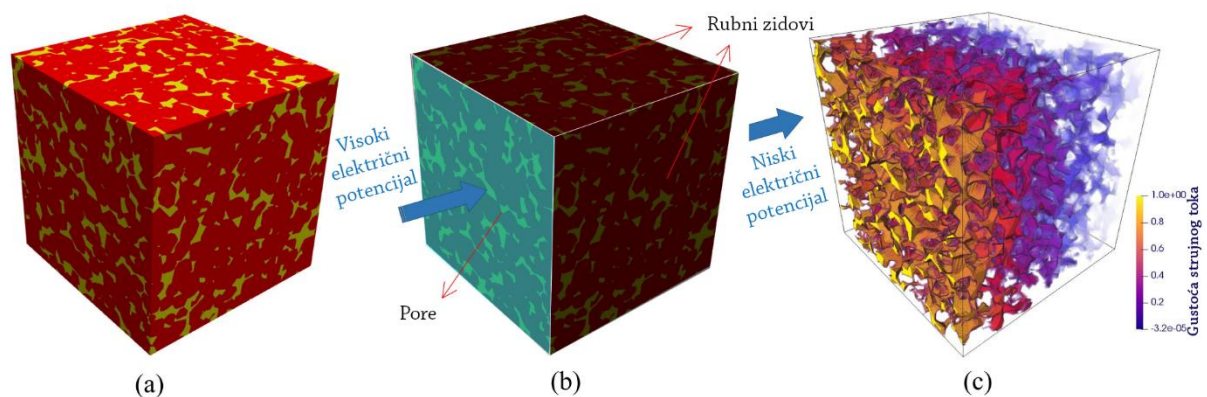 Rubni zidovi
Visoki
električni
potencijal
Niski
električni
potencijal
Pore
1.0e+00
0.8
0.6
0.4
0.2
-3.2e-05
Gustoća strujnog toka
(a)
(b)
(c)